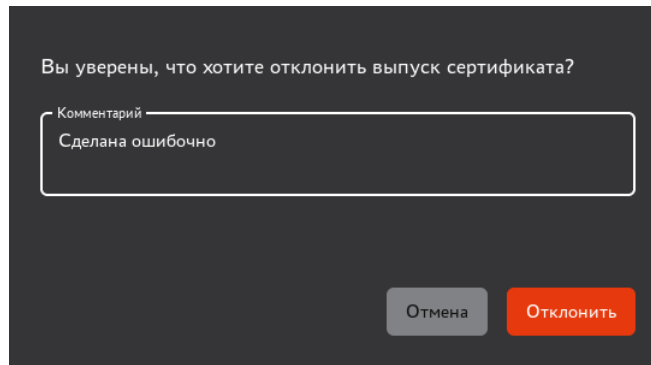 Вы уверены, что хотите отклонить выпуск сертификата?
Комментарий
Сделана ошибочно
Отмена
Отклонить